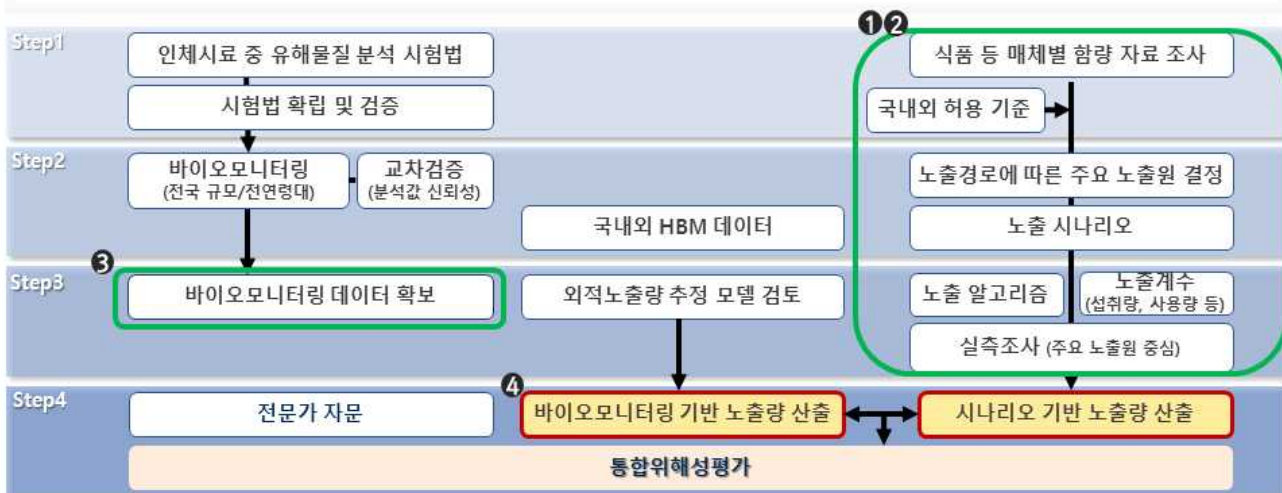 ❶❷
Step1
인체시료 중 유해물질 분석 시험법
식품 등 매체별 함량 자료 조사
시험법 확립 및 검증
국내외 허용 기준
Step2
바이오모니터링
(전국 규모/전연령대)
교차검증
(분석값 신뢰성)
노출경로에 따른 주요 노출원 결정
국내외 HBM 데이터
노출 시나리오
❸
Step3
바이오모니터링 데이터 확보
외적노출량 추정 모델 검토
노출 알고리즘
노출계수
(섭취량, 사용량 등)
실측조사 (주요 노출원 중심)
Step4
전문가 자문
❹
바이오모니터링 기반 노출량 산출
시나리오 기반 노출량 산출
통합위해성평가